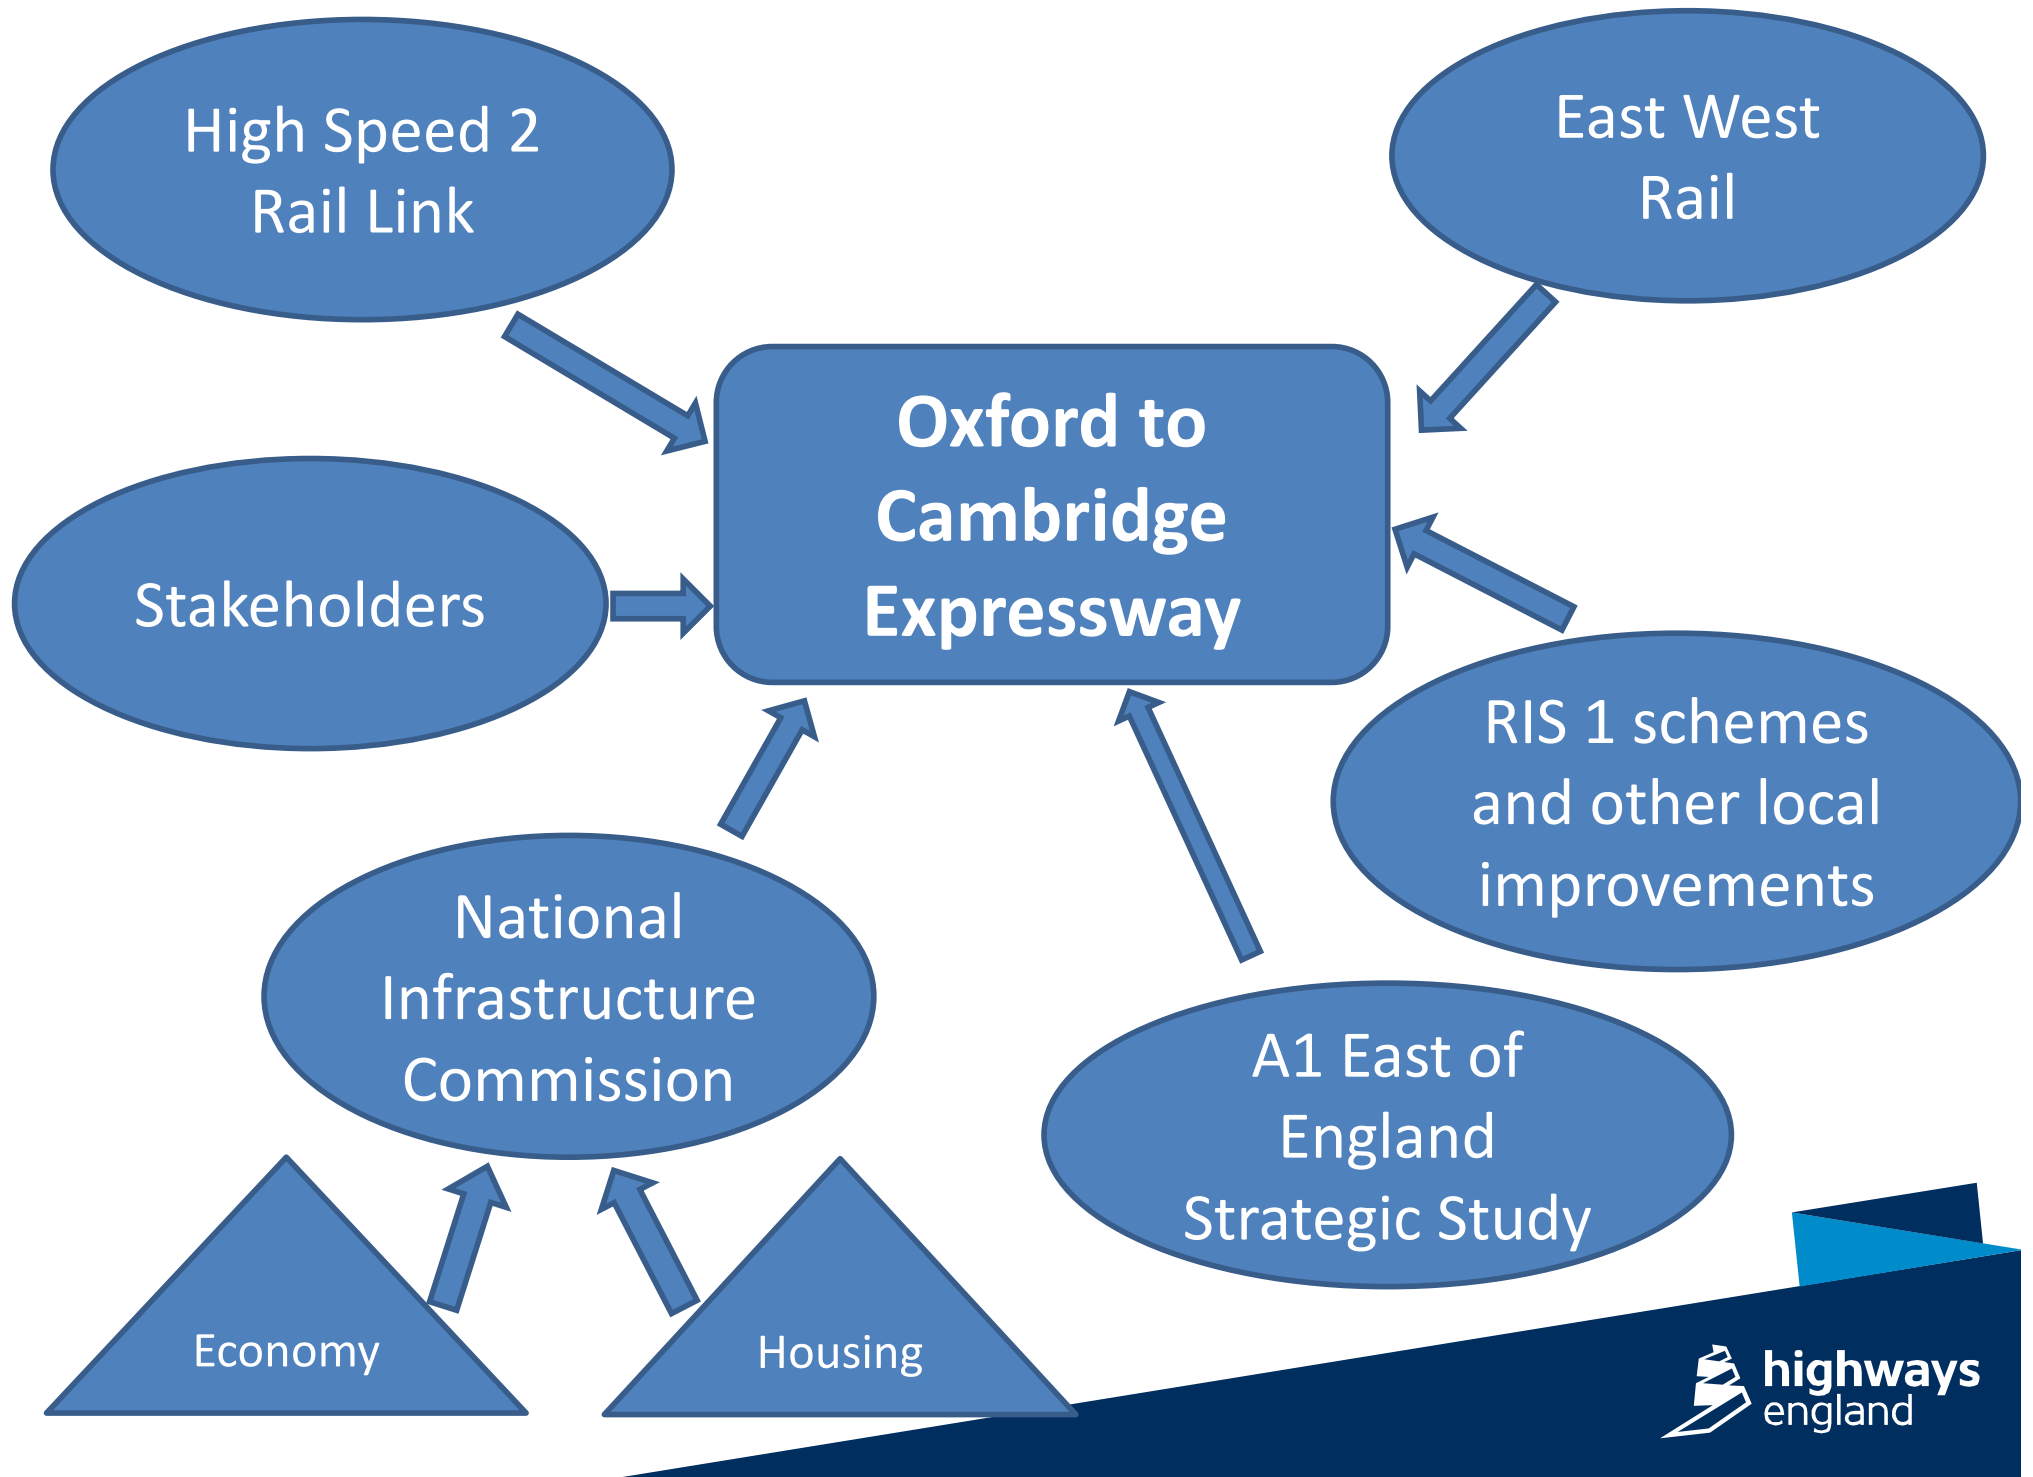 High Speed 2
Rail Link
East West
Rail
Oxford to
Cambridge
Expressway
Stakeholders
RIS 1 schemes
and other local
improvements
National
Infrastructure
Commission
A1 East of
England
Strategic Study
Economy
Housing
highways
england